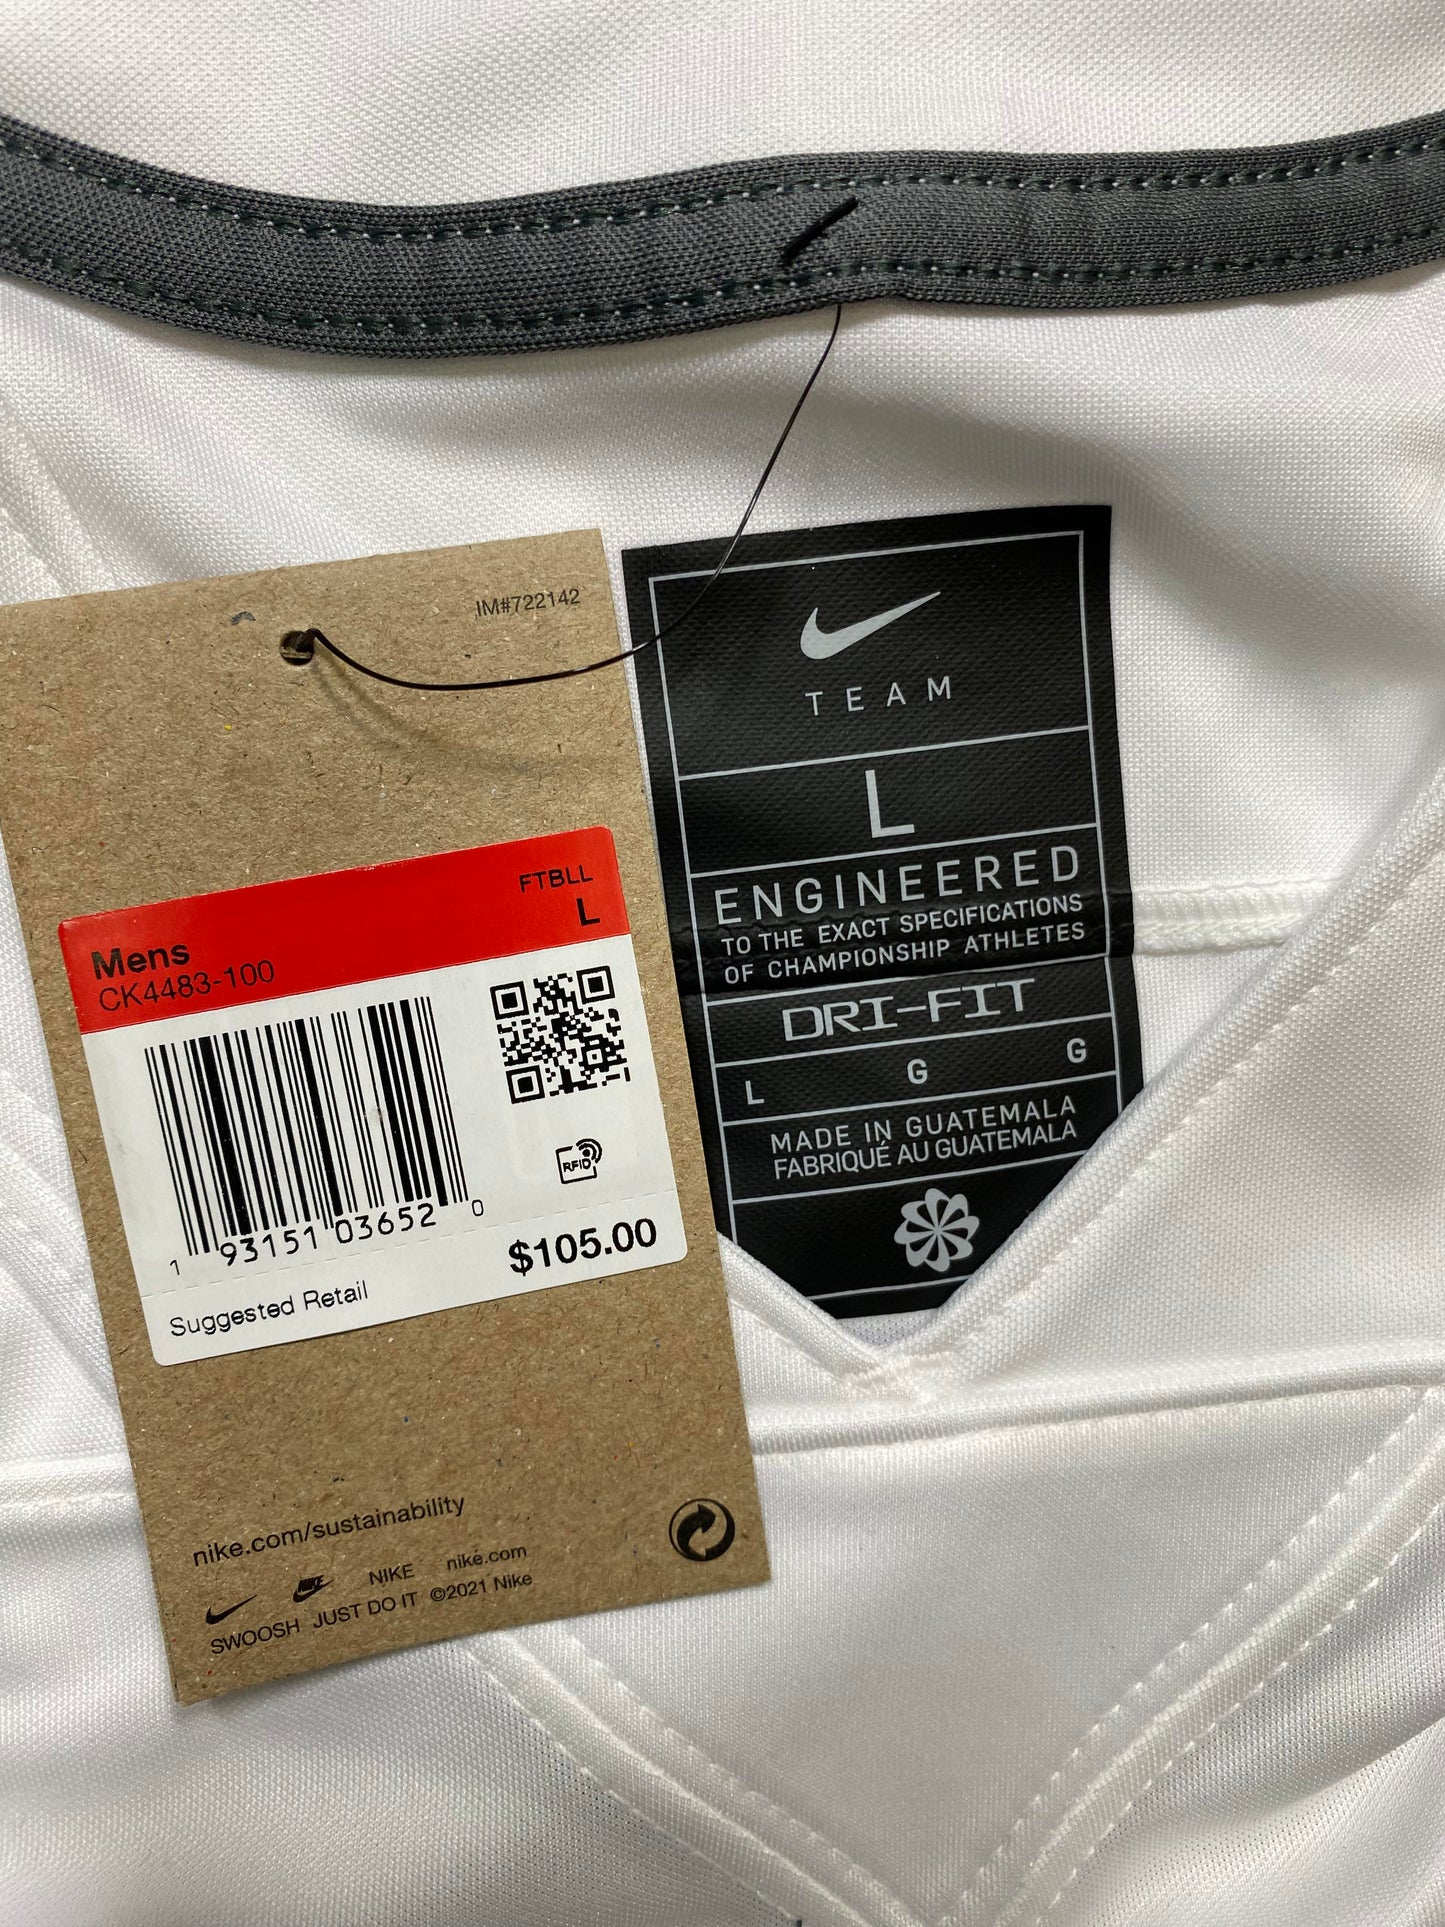 IM#722142
FTBLL
L
Mens
CK4483-100
RFID
1 93151 03652 0
$105.00
Suggested Retail
nike.com/sustainability
NIKE nike.com
SWOOSH JUST DO IT ©2021 Nike
TEAM
L
ENGINEERED
TO THE EXACT SPECIFICATIONS
OF CHAMPIONSHIP ATHLETES
DRI-FIT
L G G
MADE IN GUATEMALA
FABRIQUÉ AU GUATEMALA